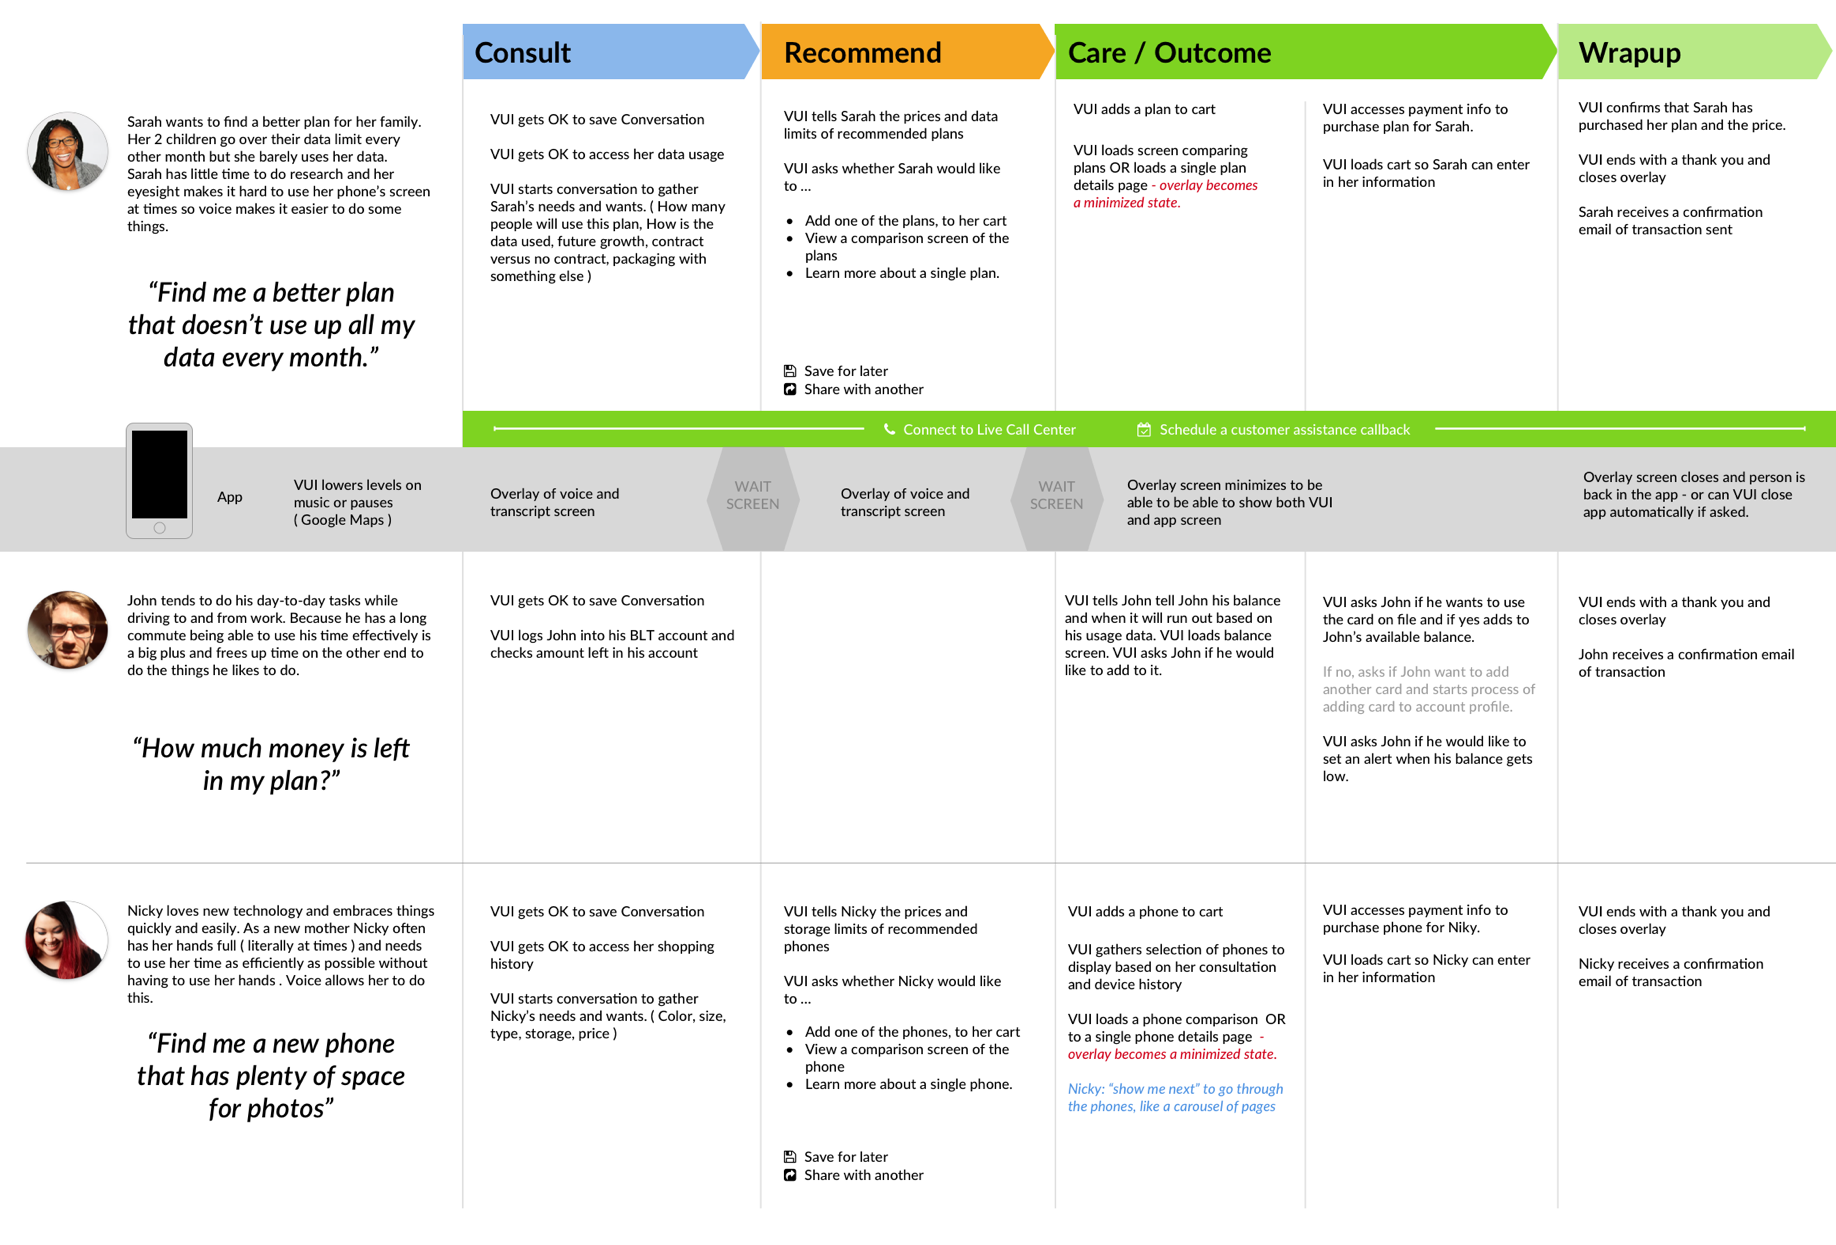 Consult
Recommend
Care / Outcome
Wrapup
Sarah wants to find a better plan for her family.
Her 2 children go over their data limit every
other month but she barely uses her data.
Sarah has little time to do research and her
eyesight makes it hard to use her phone's screen
at times so voice makes it easier to do some
things.
“Find me a better plan
that doesn’t use up all my
data every month.”
VUI gets OK to save Conversation
VUI gets OK to access her data usage
VUI starts conversation to gather
Sarah’s needs and wants. ( How many
people will use this plan, How is the
data used, future growth, contract
versus no contract, packaging with
something else )
VUI tells Sarah the prices and data
limits of recommended plans
VUI asks whether Sarah would like
to ...
• Add one of the plans, to her cart
• View a comparison screen of the
plans
• Learn more about a single plan.
Save for later
Share with another
VUI adds a plan to cart
VUI loads screen comparing
plans OR loads a single plan
details page - overlay becomes
a minimized state.
VUI accesses payment info to
purchase plan for Sarah.
VUI loads cart so Sarah can enter
in her information
VUI confirms that Sarah has
purchased her plan and the price.
VUI ends with a thank you and
closes overlay
Sarah receives a confirmation
email of transaction sent
Connect to Live Call Center
Schedule a customer assistance callback
App
VUI lowers levels on
music or pauses
( Google Maps )
Overlay of voice and
transcript screen
WAIT
SCREEN
Overlay of voice and
transcript screen
WAIT
SCREEN
Overlay screen minimizes to be
able to be able to show both VUI
and app screen
Overlay screen closes and person is
back in the app - or can VUI close
app automatically if asked.
John tends to do his day-to-day tasks while
driving to and from work. Because he has a long
commute being able to use his time effectively is
a big plus and frees up time on the other end to
do the things he likes to do.
“How much money is left
in my plan?”
VUI gets OK to save Conversation
VUI logs John into his BLT account and
checks amount left in his account
VUI tells John tell John his balance
and when it will run out based on
his usage data. VUI loads balance
screen. VUI asks John if he would
like to add to it.
VUI asks John if he wants to use
the card on file and if yes adds to
John’s available balance.
If no, asks if John want to add
another card and starts process of
adding card to account profile.
VUI asks John if he would like to
set an alert when his balance gets
low.
VUI ends with a thank you and
closes overlay
John receives a confirmation email
of transaction
Nicky loves new technology and embraces things
quickly and easily. As a new mother Nicky often
has her hands full ( literally at times ) and needs
to use her time as efficiently as possible without
having to use her hands . Voice allows her to do
this.
“Find me a new phone
that has plenty of space
for photos”
VUI gets OK to save Conversation
VUI gets OK to access her shopping
history
VUI starts conversation to gather
Nicky’s needs and wants. ( Color, size,
type, storage, price )
VUI tells Nicky the prices and
storage limits of recommended
phones
VUI asks whether Nicky would like
to ...
• Add one of the phones, to her cart
• View a comparison screen of the
phone
• Learn more about a single phone.
Save for later
Share with another
VUI adds a phone to cart
VUI gathers selection of phones to
display based on her consultation
and device history
VUI loads a phone comparison OR
to a single phone details page -
overlay becomes a minimized state.
Nicky: “show me next” to go through
the phones, like a carousel of pages
VUI accesses payment info to
purchase phone for Niky.
VUI loads cart so Nicky can enter
in her information
VUI ends with a thank you and
closes overlay
Nicky receives a confirmation
email of transaction